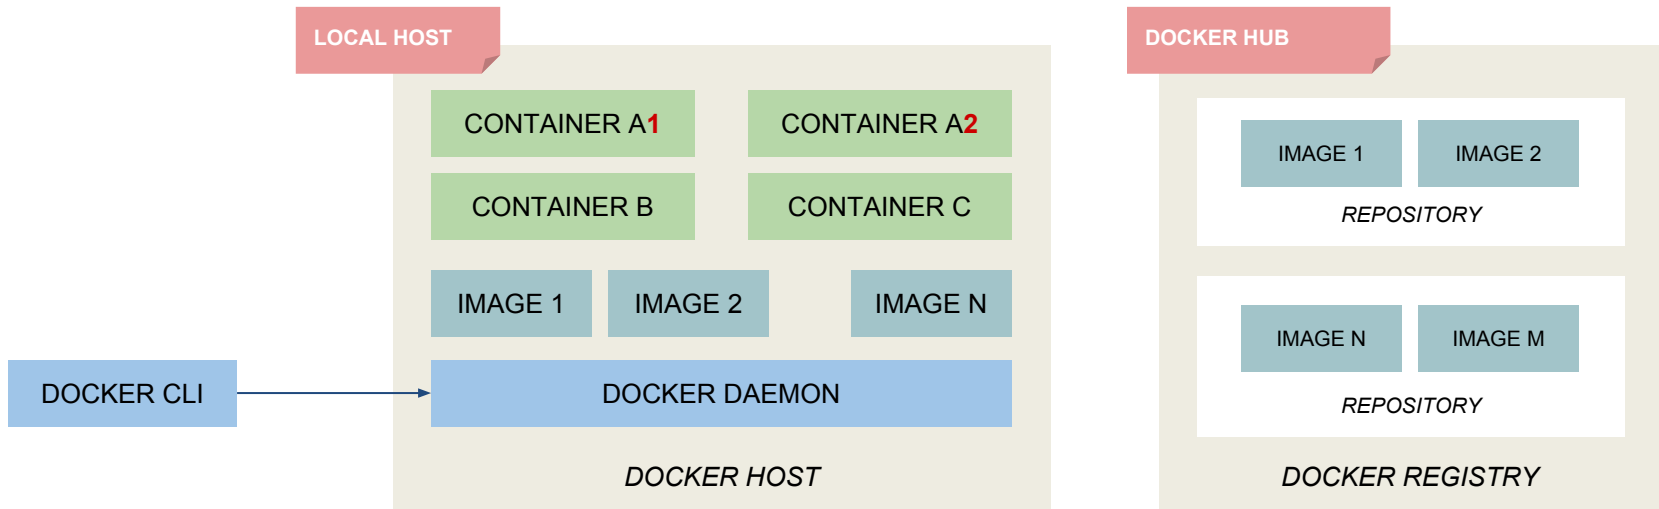 LOCAL HOST
CONTAINER A1
CONTAINER A2
CONTAINER B
CONTAINER C
IMAGE 1
IMAGE 2
IMAGE N
DOCKER CLI
DOCKER DAEMON
DOCKER HOST
DOCKER HUB
IMAGE 1
IMAGE 2
REPOSITORY
IMAGE N
IMAGE M
REPOSITORY
DOCKER REGISTRY